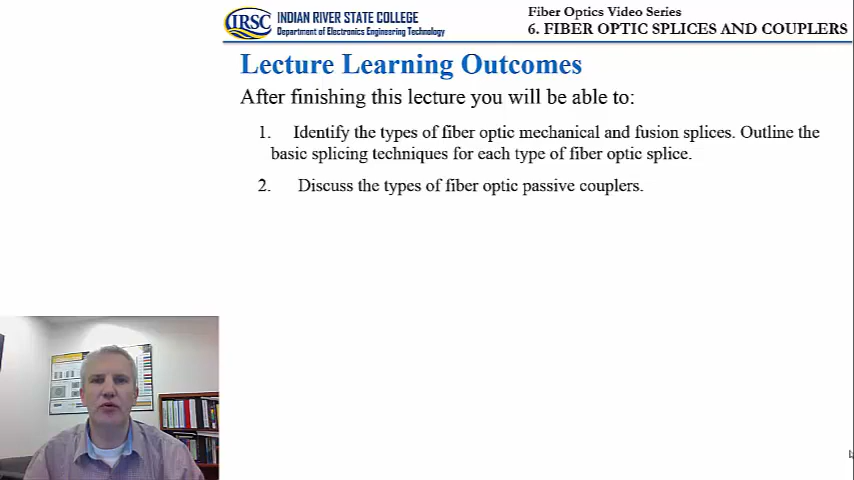 IRSC INDIAN RIVER STATE COLLEGE
Department of Electronics Engineering Technology
Fiber Optics Video Series
6. FIBER OPTIC SPLICES AND COUPLERS
Lecture Learning Outcomes
After finishing this lecture you will be able to:
1. Identify the types of fiber optic mechanical and fusion splices. Outline the
basic splicing techniques for each type of fiber optic splice.
2. Discuss the types of fiber optic passive couplers.